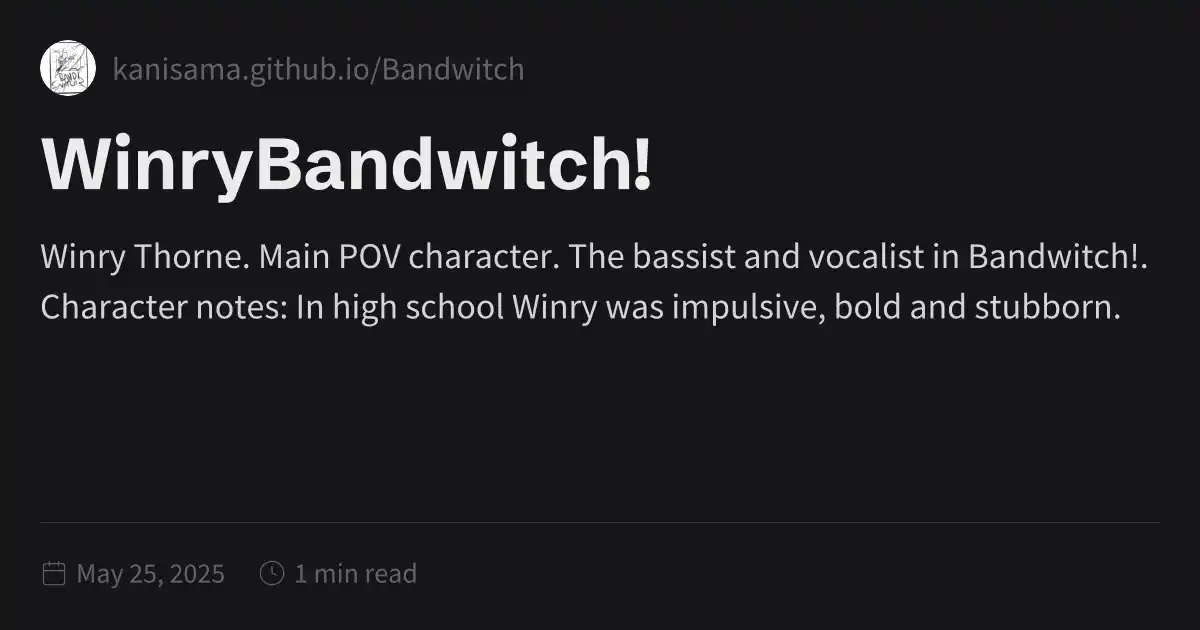 kanisama.github.io/Bandwitch
WinryBandwitch!
Winry Thorne. Main POV character. The bassist and vocalist in Bandwitch!.
Character notes: In high school Winry was impulsive, bold and stubborn.
May 25, 2025
1 min read